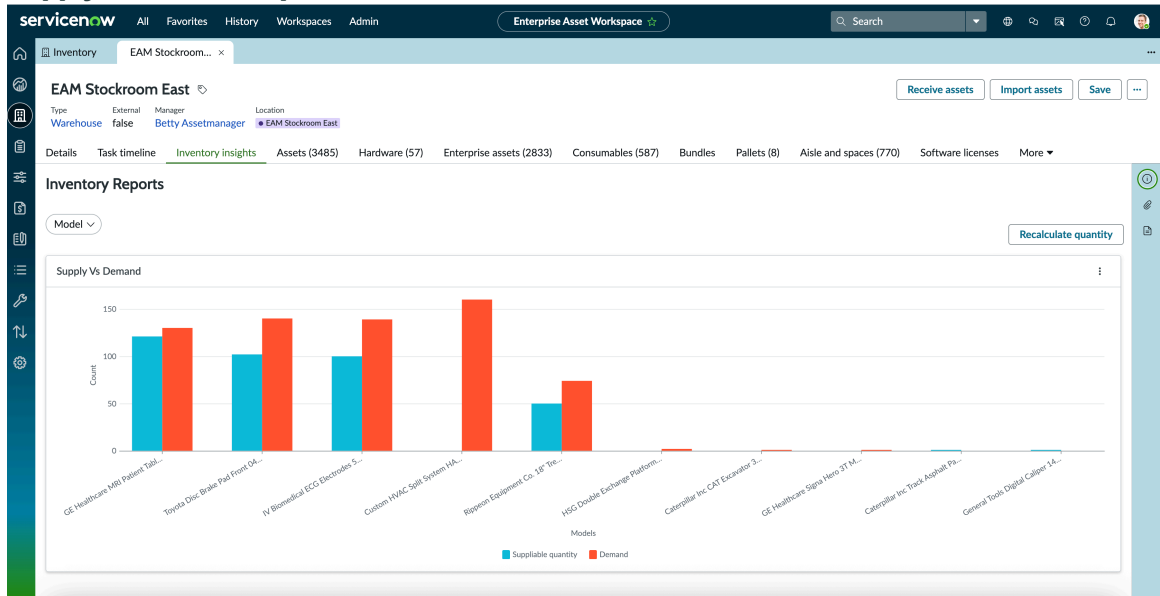 servicenow All Favorites History Workspaces Admin Enterprise Asset Workspace Search
Inventory EAM Stockroom... ×
EAM Stockroom East
Receive assets Import assets Save
Type External Manager Location
Warehouse false Betty Assetmanager EAM Stockroom East
Details Task timeline Inventory insights Assets (3485) Hardware (57) Enterprise assets (2833) Consumables (587) Bundles Pallets (8) Aisle and spaces (770) Software licenses More
Inventory Reports
Model
Recalculate quantity
Supply Vs Demand
150
100
50
0
Count
GE Healthcare MRI Patient Tabl...
Toyota Disc Brake Pad Front 04...
IV Biomedical ECG Electrodes 5...
Custom HVAC Split System HA...
Rippeon Equipment Co. 18" Tre...
HSG Double Exchange Platform...
Caterpillar Inc CAT Excavator 3...
GE Healthcare Signa Hero 3T M...
Caterpillar Inc Track Asphalt Pa...
General Tools Digital Caliper 14...
Models
Suppliable quantity Demand